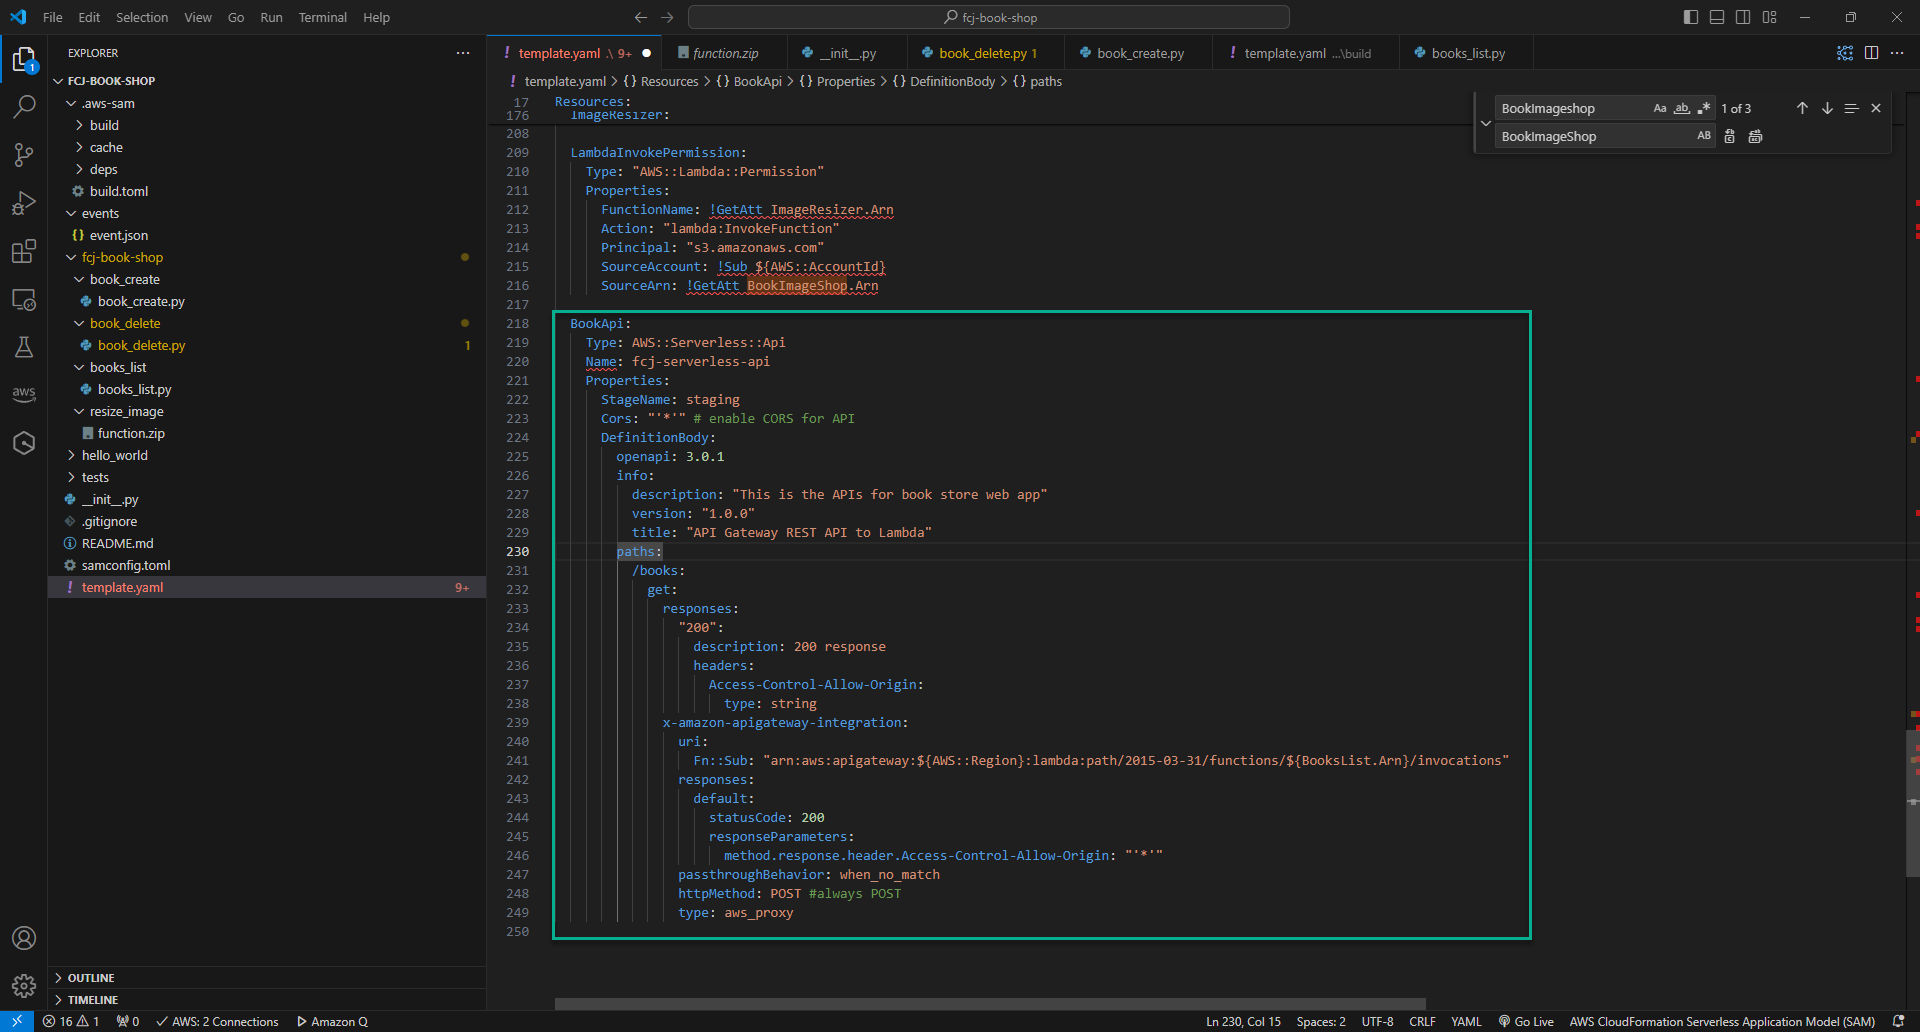 File Edit Selection View Go Run Terminal Help
fcj-book-shop
EXPLORER
FCJ-BOOK-SHOP
.aws-sam
build
cache
deps
build.toml
events
{} event.json
fcj-book-shop
book_create
book_create.py
book_delete
book_delete.py 1
books_list
books_list.py
resize_image
function.zip
hello_world
tests
__init__.py
.gitignore
README.md
samconfig.toml
! template.yaml 9+
OUTLINE
TIMELINE
1
aws
! template.yaml .\ 9+
function.zip
__init__.py
book_delete.py 1
book_create.py
! template.yaml ...\build
books_list.py
! template.yaml > {} Resources > {} BookApi > {} Properties > {} DefinitionBody > {} paths
BookImageshop Aa ab 1 of 3
BookImageShop AB
17 Resources:
176 ImageResizer:
208
209 LambdaInvokePermission:
210 Type: "AWS::Lambda::Permission"
211 Properties:
212 FunctionName: !GetAtt ImageResizer.Arn
213 Action: "lambda:InvokeFunction"
214 Principal: "s3.amazonaws.com"
215 SourceAccount: !Sub ${AWS::AccountId}
216 SourceArn: !GetAtt BookImageShop.Arn
217
218 BookApi:
219 Type: AWS::Serverless::Api
220 Name: fcj-serverless-api
221 Properties:
222 StageName: staging
223 Cors: "'*'" # enable CORS for API
224 DefinitionBody:
225 openapi: 3.0.1
226 info:
227 description: "This is the APIs for book store web app"
228 version: "1.0.0"
229 title: "API Gateway REST API to Lambda"
230 paths:
231 /books:
232 get:
233 responses:
234 "200":
235 description: 200 response
236 headers:
237 Access-Control-Allow-Origin:
238 type: string
239 x-amazon-apigateway-integration:
240 uri:
241 Fn::Sub: "arn:aws:apigateway:${AWS::Region}:lambda:path/2015-03-31/functions/${BooksList.Arn}/invocations"
242 responses:
243 default:
244 statusCode: 200
245 responseParameters:
246 method.response.header.Access-Control-Allow-Origin: "'*'"
247 passthroughBehavior: when_no_match
248 httpMethod: POST #always POST
249 type: aws_proxy
250
16 1 0 AWS: 2 Connections Amazon Q
Ln 230, Col 15 Spaces: 2 UTF-8 CRLF YAML Go Live AWS CloudFormation Serverless Application Model (SAM)